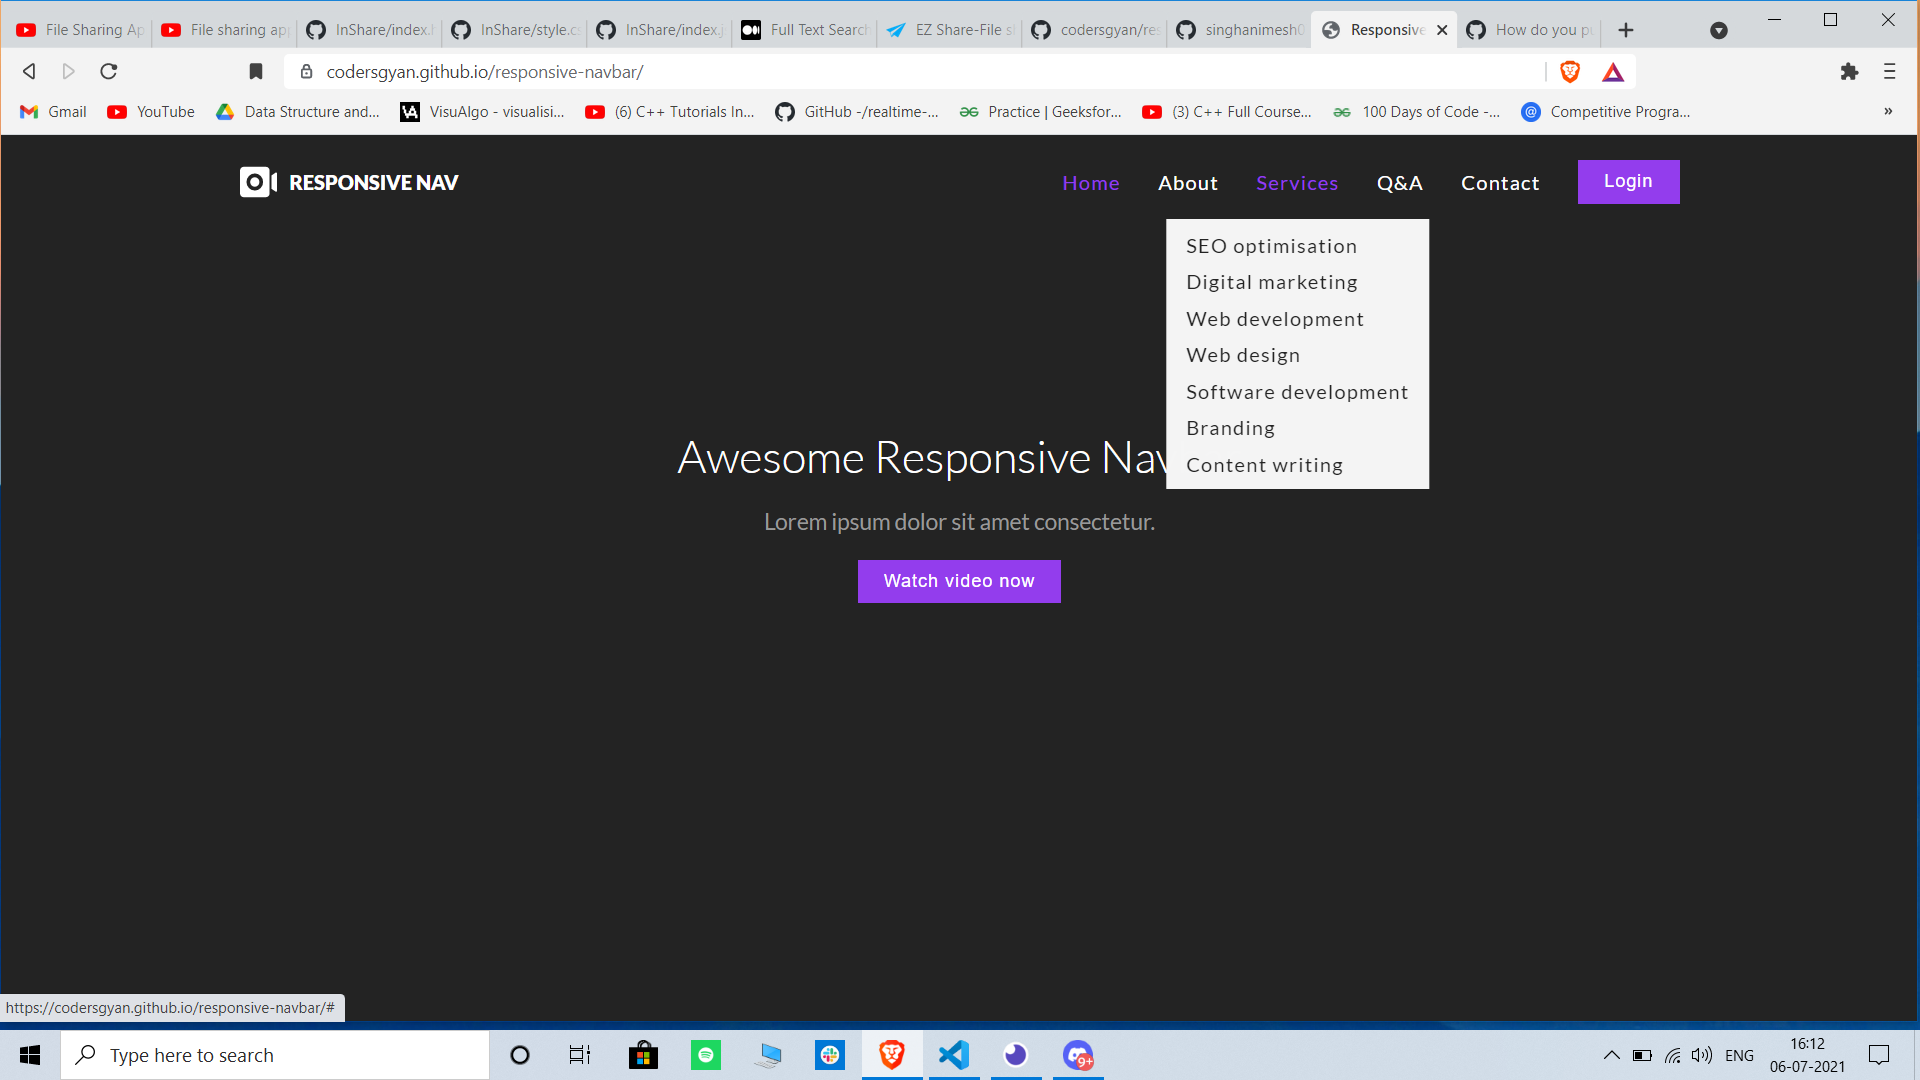 File Sharing Ap
File sharing app
InShare/index.h
InShare/style.cs
InShare/index.j
Full Text Search
EZ Share-File s
codersgyan/res
singhanimesh0
Responsive
How do you pu
codersgyan.github.io/responsive-navbar/
Gmail
YouTube
Data Structure and...
VisuAlgo - visualisi...
(6) C++ Tutorials In...
GitHub -/realtime-...
Practice | Geeksfor...
(3) C++ Full Course...
100 Days of Code -...
Competitive Progra...
»
RESPONSIVE NAV
Home
About
Services
Q&A
Contact
Login
SEO optimisation
Digital marketing
Web development
Web design
Software development
Branding
Content writing
Awesome Responsive Nav
Lorem ipsum dolor sit amet consectetur.
Watch video now
https://codersgyan.github.io/responsive-navbar/#
Type here to search
9+
ENG
16:12
06-07-2021